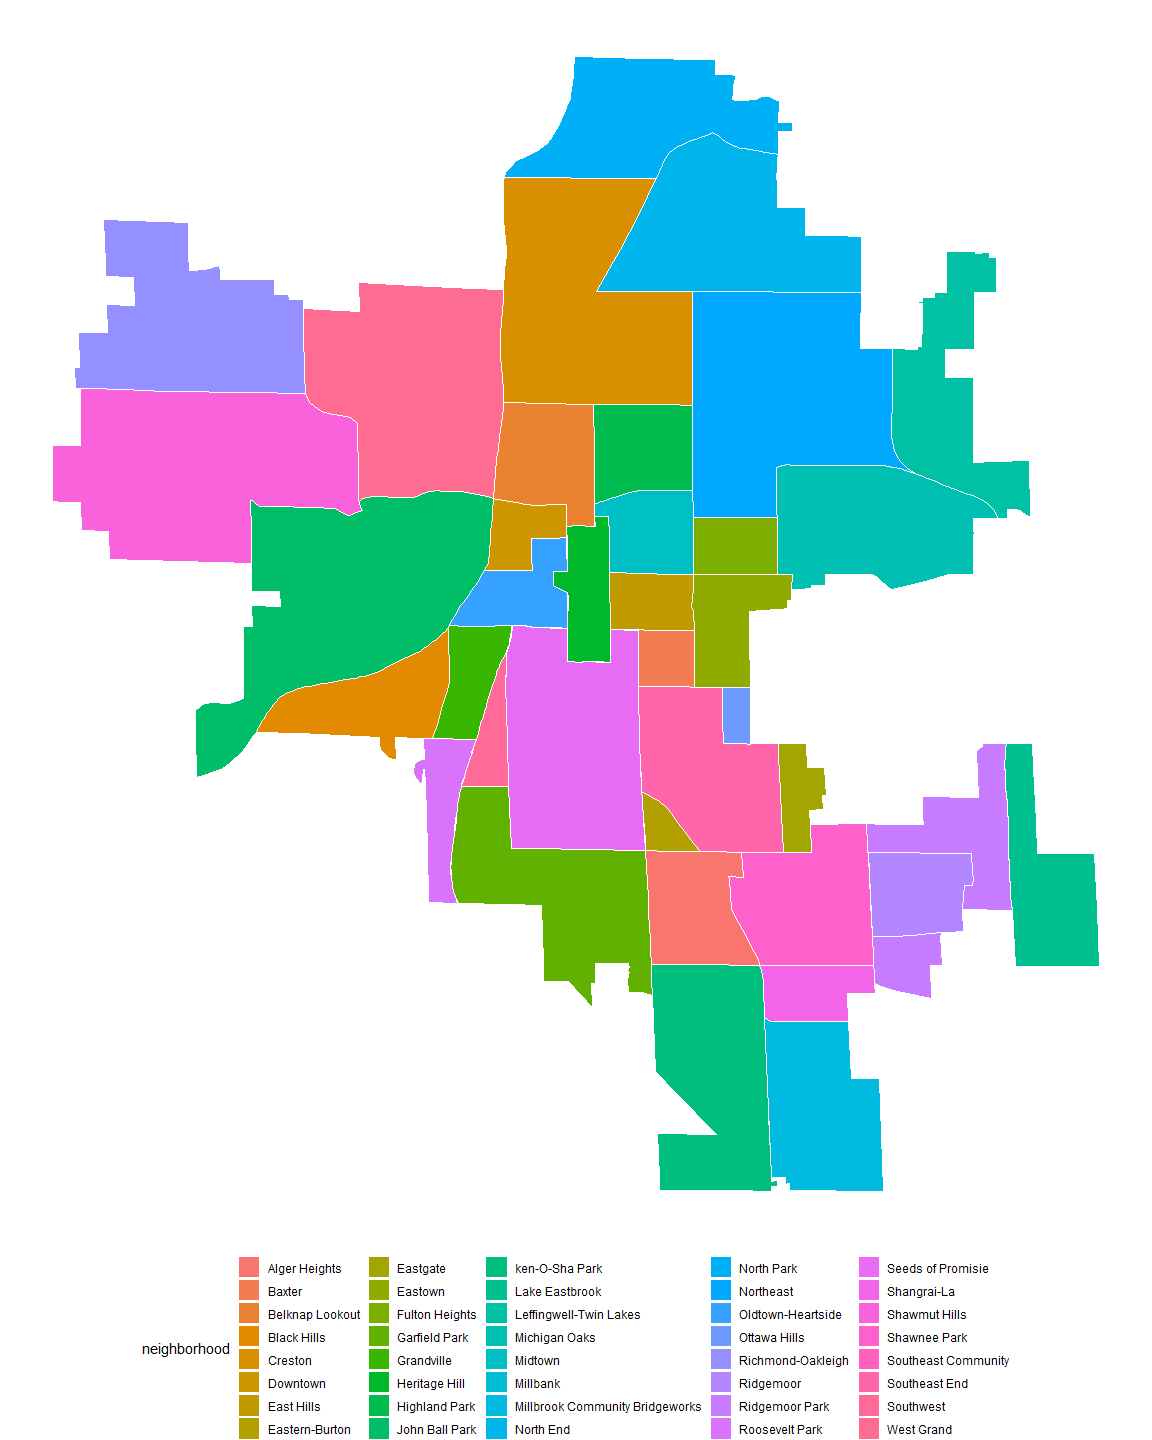 neighborhood
Alger Heights
Baxter
Belknap Lookout
Black Hills
Creston
Downtown
East Hills
Eastern-Burton
Eastgate
Eastown
Fulton Heights
Garfield Park
Grandville
Heritage Hill
Highland Park
John Ball Park
ken-O-Sha Park
Lake Eastbrook
Leffingwell-Twin Lakes
Michigan Oaks
Midtown
Millbank
Millbrook Community Bridgeworks
North End
North Park
Northeast
Oldtown-Heartside
Ottawa Hills
Richmond-Oakleigh
Ridgemoor
Ridgemoor Park
Roosevelt Park
Seeds of Promisie
Shangrai-La
Shawmut Hills
Shawnee Park
Southeast Community
Southeast End
Southwest
West Grand